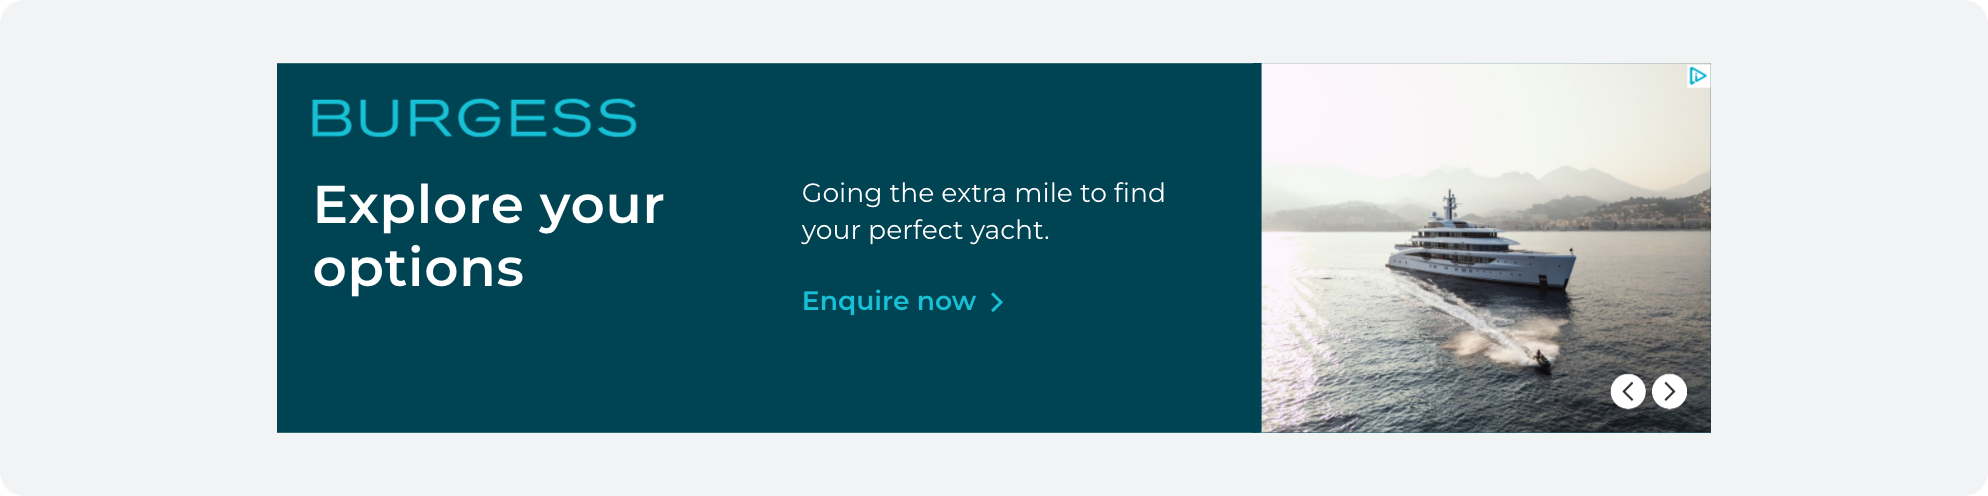 BURGESS
Explore your
options
Going the extra mile to find
your perfect yacht.
Enquire now